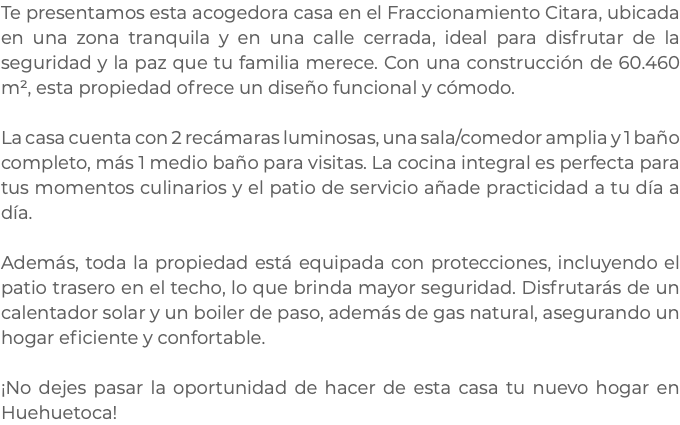 Te presentamos esta acogedora casa en el Fraccionamiento Citara, ubicada
en una zona tranquila y en una calle cerrada, ideal para disfrutar de la
seguridad y la paz que tu familia merece. Con una construcción de 60.460
m², esta propiedad ofrece un diseño funcional y cómodo.
La casa cuenta con 2 recámaras luminosas, una sala/comedor amplia y 1 baño
completo, más 1 medio baño para visitas. La cocina integral es perfecta para
tus momentos culinarios y el patio de servicio añade practicidad a tu día a
día.
Además, toda la propiedad está equipada con protecciones, incluyendo el
patio trasero en el techo, lo que brinda mayor seguridad. Disfrutarás de un
calentador solar y un boiler de paso, además de gas natural, asegurando un
hogar eficiente y confortable.
¡No dejes pasar la oportunidad de hacer de esta casa tu nuevo hogar en
Huehuetoca!